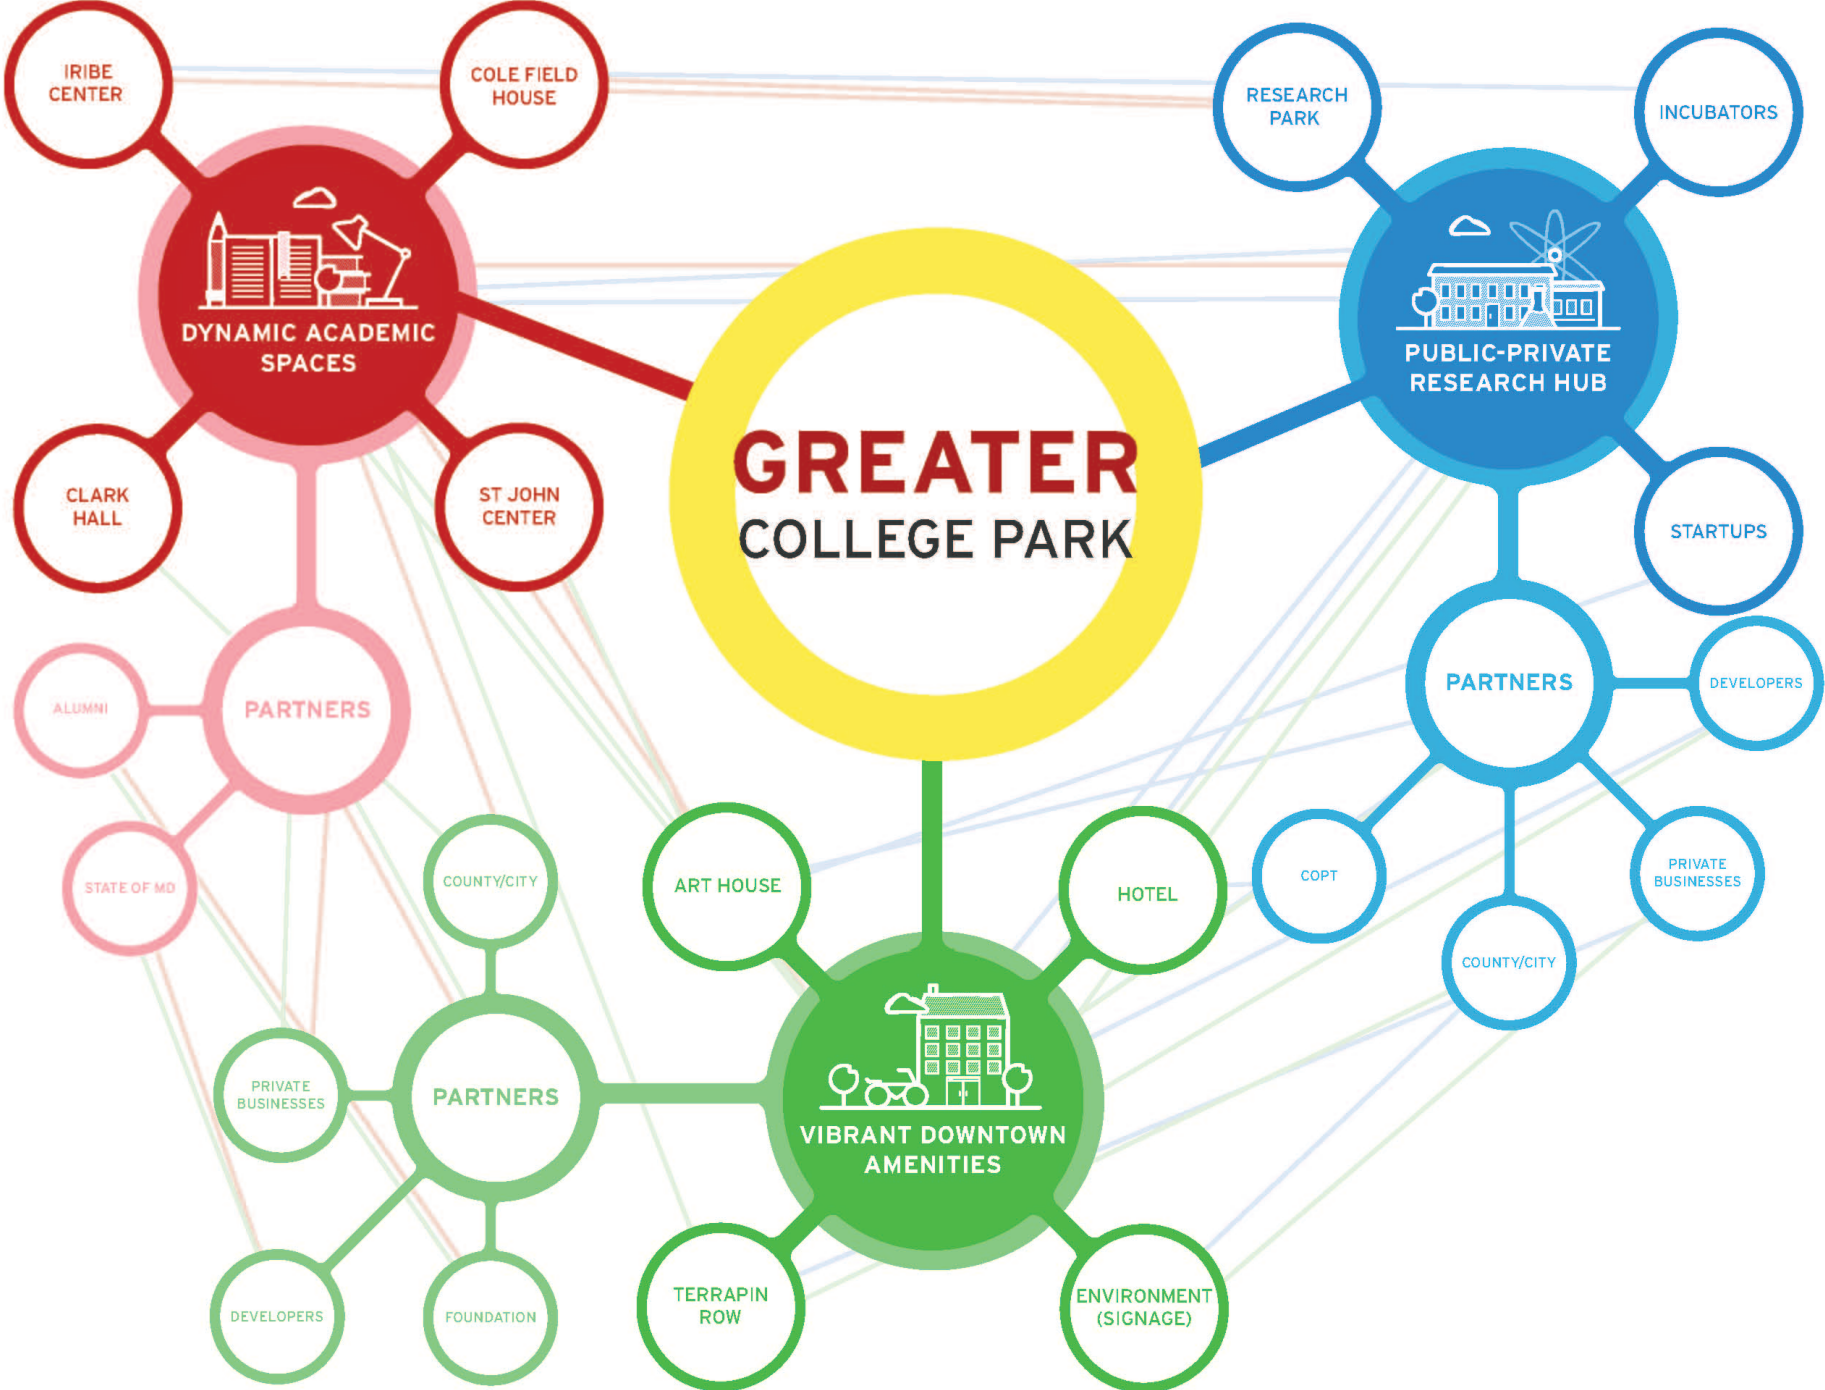 IRIBE
CENTER
COLE FIELD
HOUSE
RESEARCH
PARK
INCUBATORS
DYNAMIC ACADEMIC
SPACES
PUBLIC-PRIVATE
RESEARCH HUB
GREATER
COLLEGE PARK
CLARK
HALL
ST JOHN
CENTER
STARTUPS
ALUMNI
PARTNERS
PARTNERS
DEVELOPERS
STATE OF MD
COUNTY/CITY
ART HOUSE
HOTEL
COPT
PRIVATE
BUSINESSES
COUNTY/CITY
PRIVATE
BUSINESSES
PARTNERS
VIBRANT DOWNTOWN
AMENITIES
DEVELOPERS
FOUNDATION
TERRAPIN
ROW
ENVIRONMENT
(SIGNAGE)